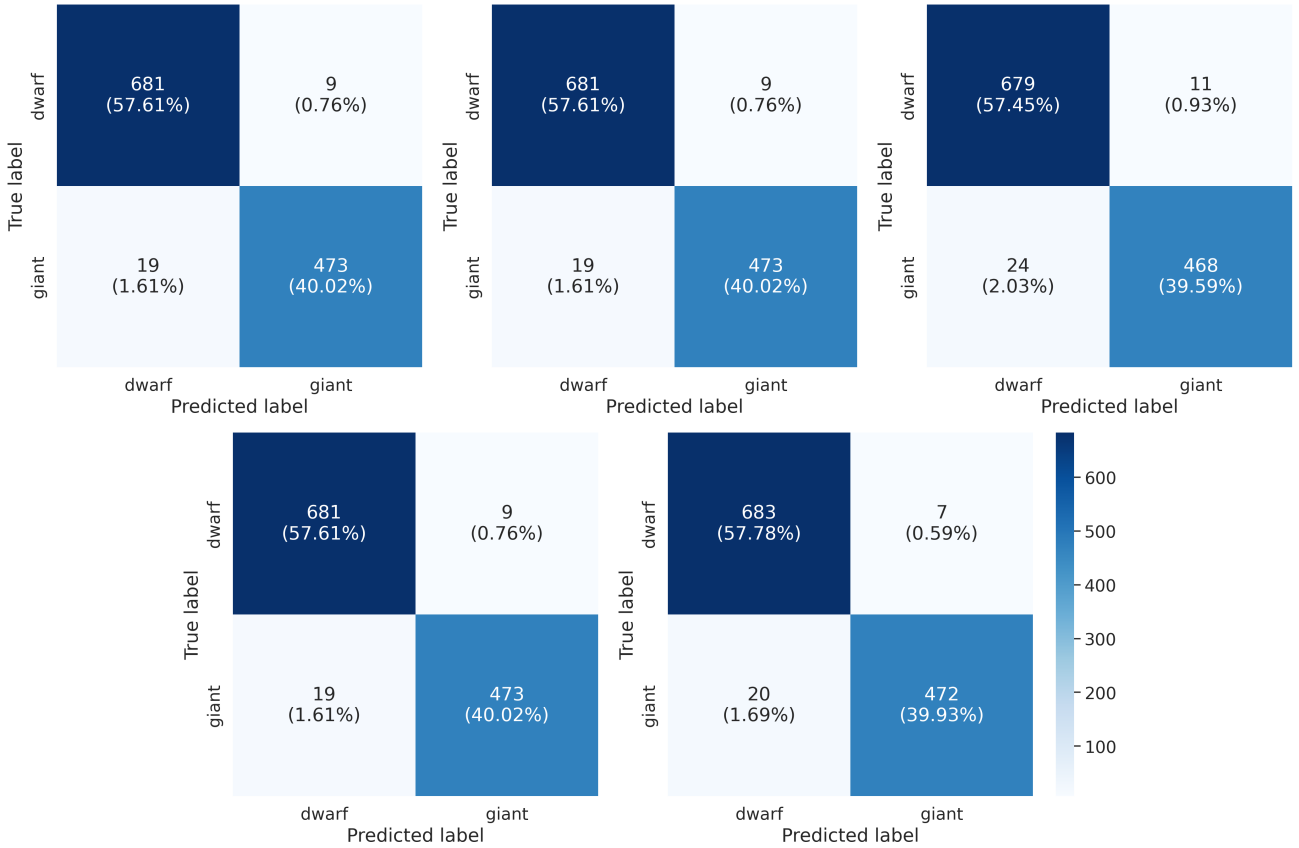 True label
dwarf
681
(57.61%)
9
(0.76%)
giant
19
(1.61%)
473
(40.02%)
dwarf
giant
Predicted label
True label
dwarf
681
(57.61%)
9
(0.76%)
giant
19
(1.61%)
473
(40.02%)
dwarf
giant
Predicted label
True label
dwarf
679
(57.45%)
11
(0.93%)
giant
24
(2.03%)
468
(39.59%)
dwarf
giant
Predicted label
True label
dwarf
681
(57.61%)
9
(0.76%)
giant
19
(1.61%)
473
(40.02%)
dwarf
giant
Predicted label
True label
dwarf
683
(57.78%)
7
(0.59%)
giant
20
(1.69%)
472
(39.93%)
dwarf
giant
Predicted label
600
500
400
300
200
100